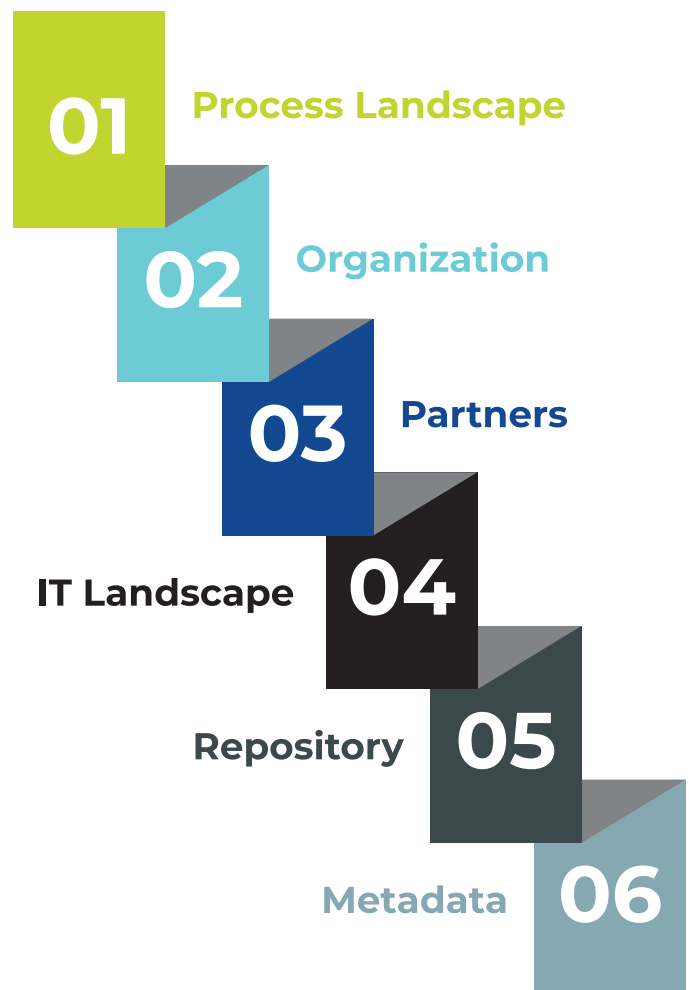 01
Process Landscape
02
Organization
03
Partners
IT Landscape
04
Repository
05
Metadata
06